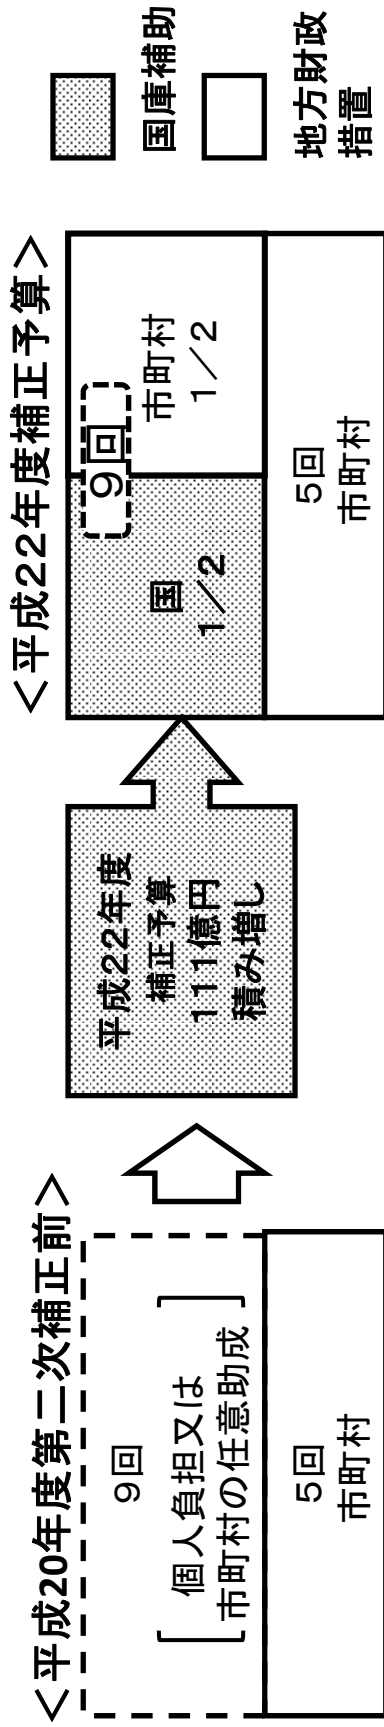 ＜平成20年度第二次補正前＞
9回
個人負担又は
市町村の任意助成
5回
市町村
平成22年度
補正予算
111億円
積み増し
＜平成22年度補正予算＞
9回
国
1／2
市町村
1／2
5回
市町村
国庫補助
地方財政
措置